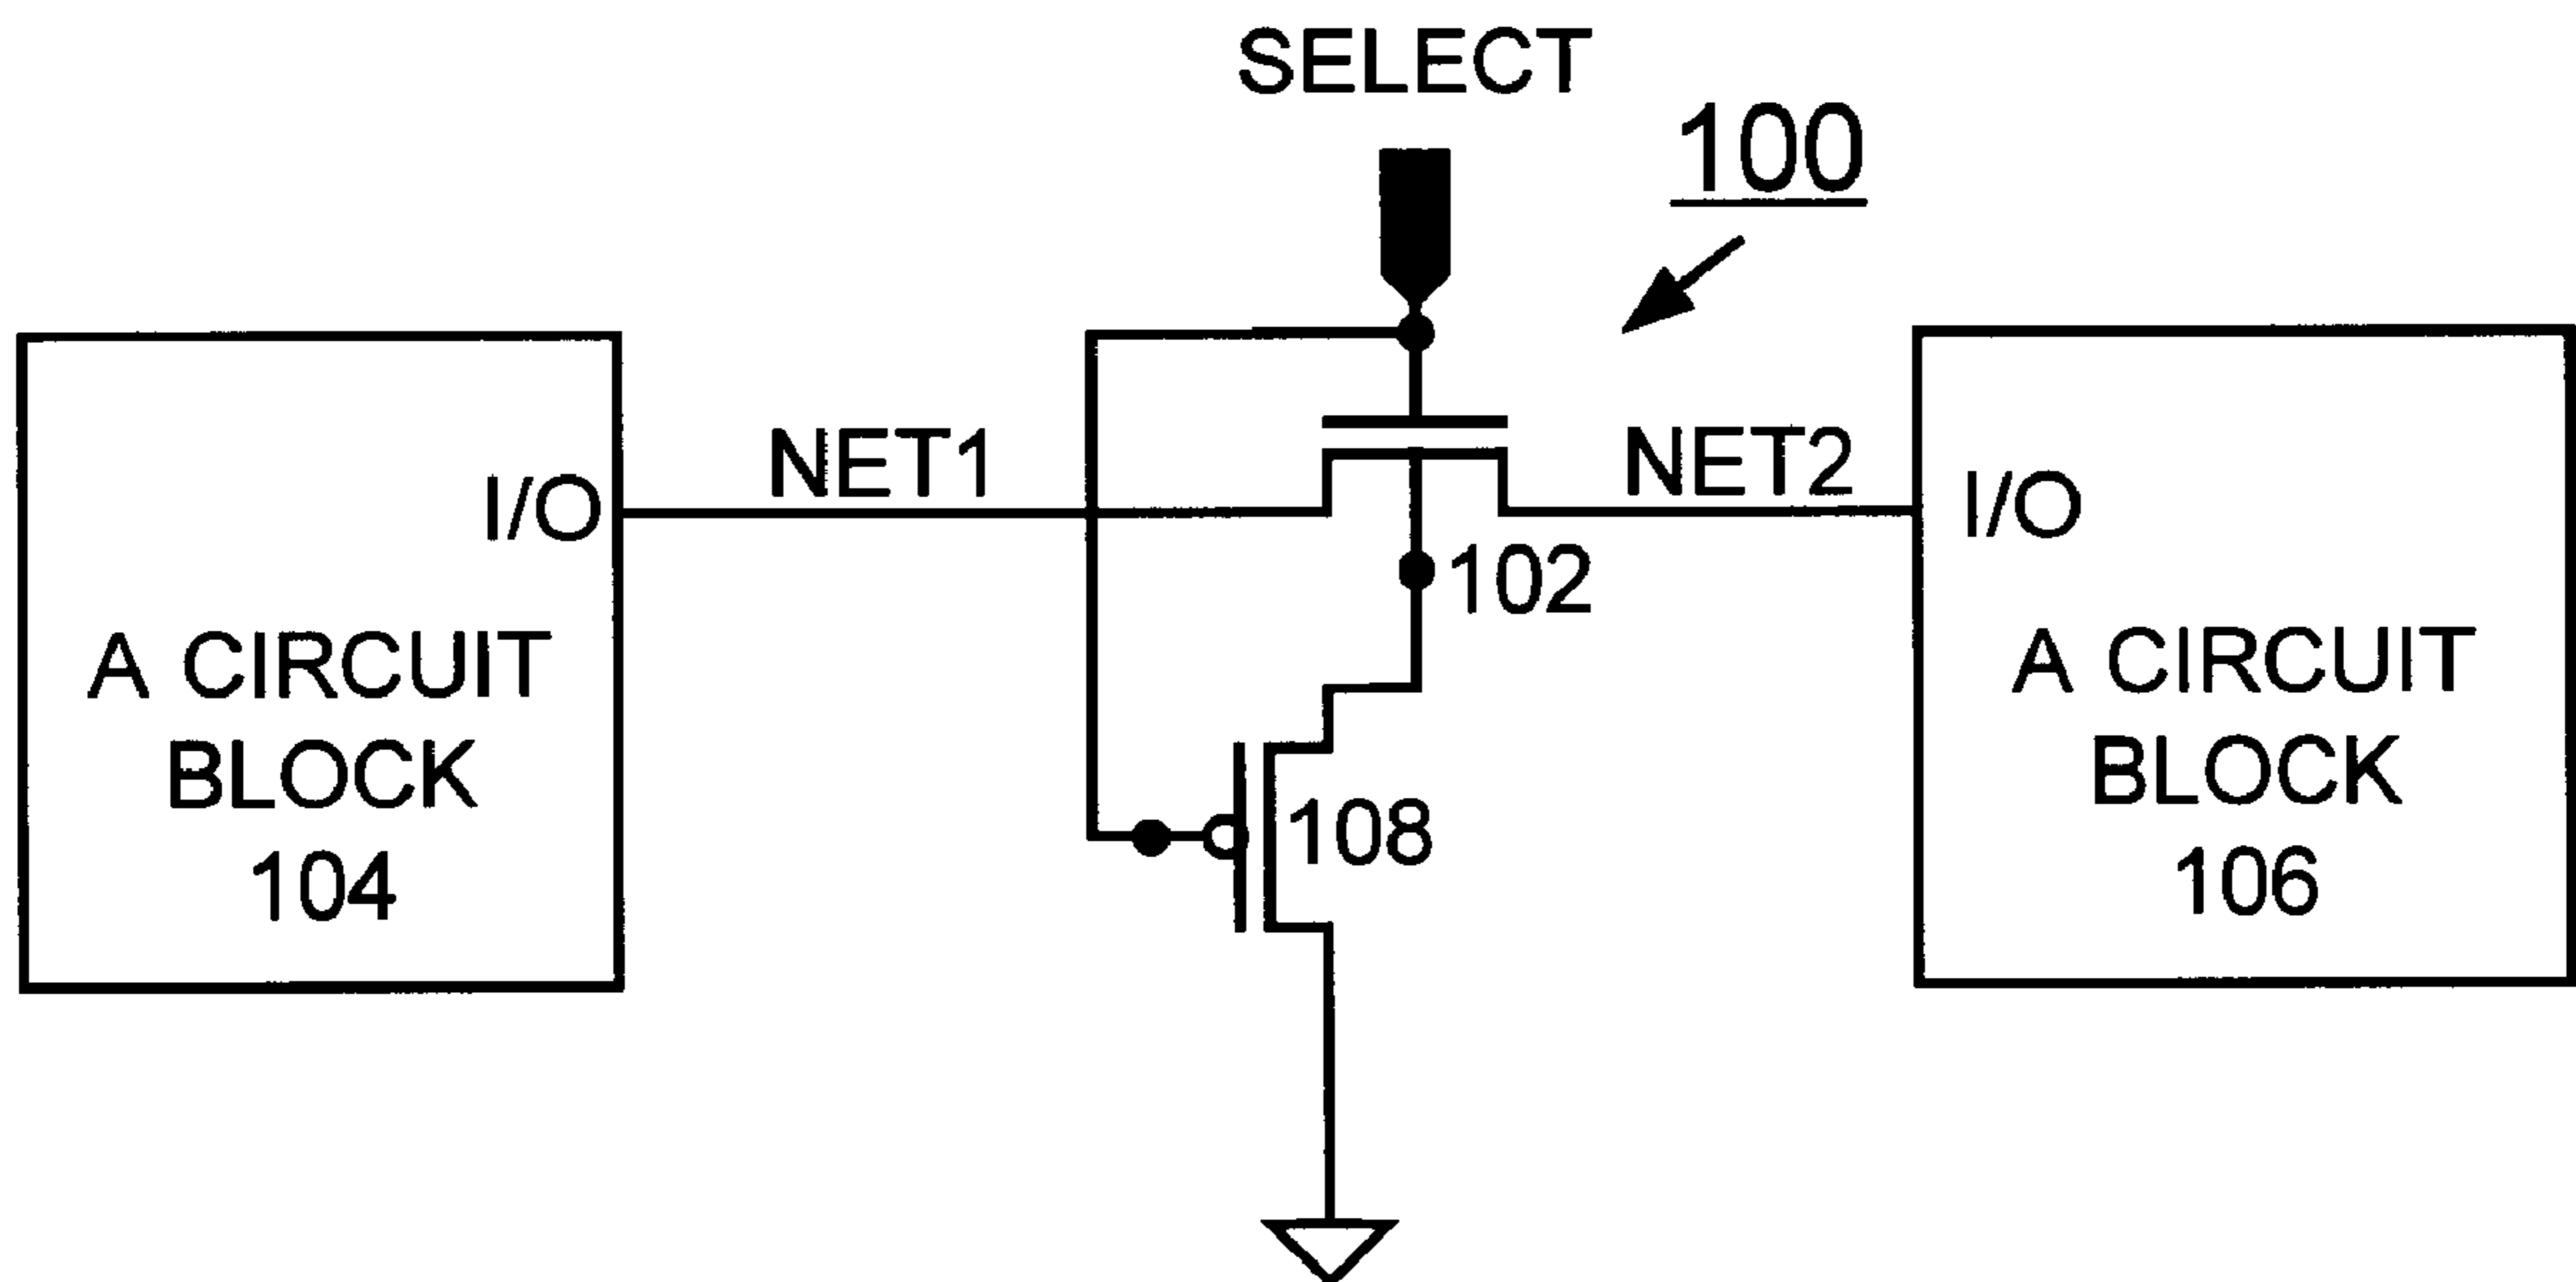 SELECT
100
NET1
NET2
I/O
I/O
102
A CIRCUIT
BLOCK
104
108
A CIRCUIT
BLOCK
106